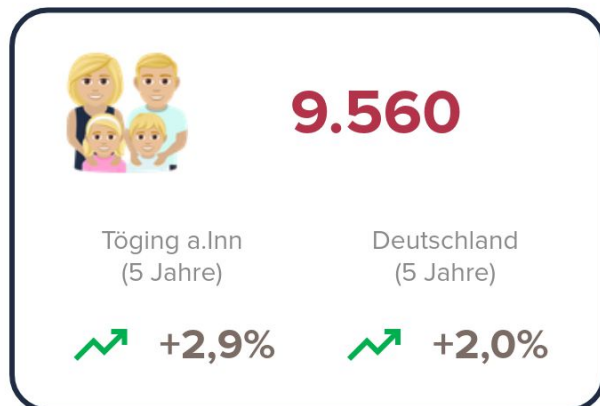 9.560
Töging a.Inn
(5 Jahre)
Deutschland
(5 Jahre)
+2,9%
+2,0%